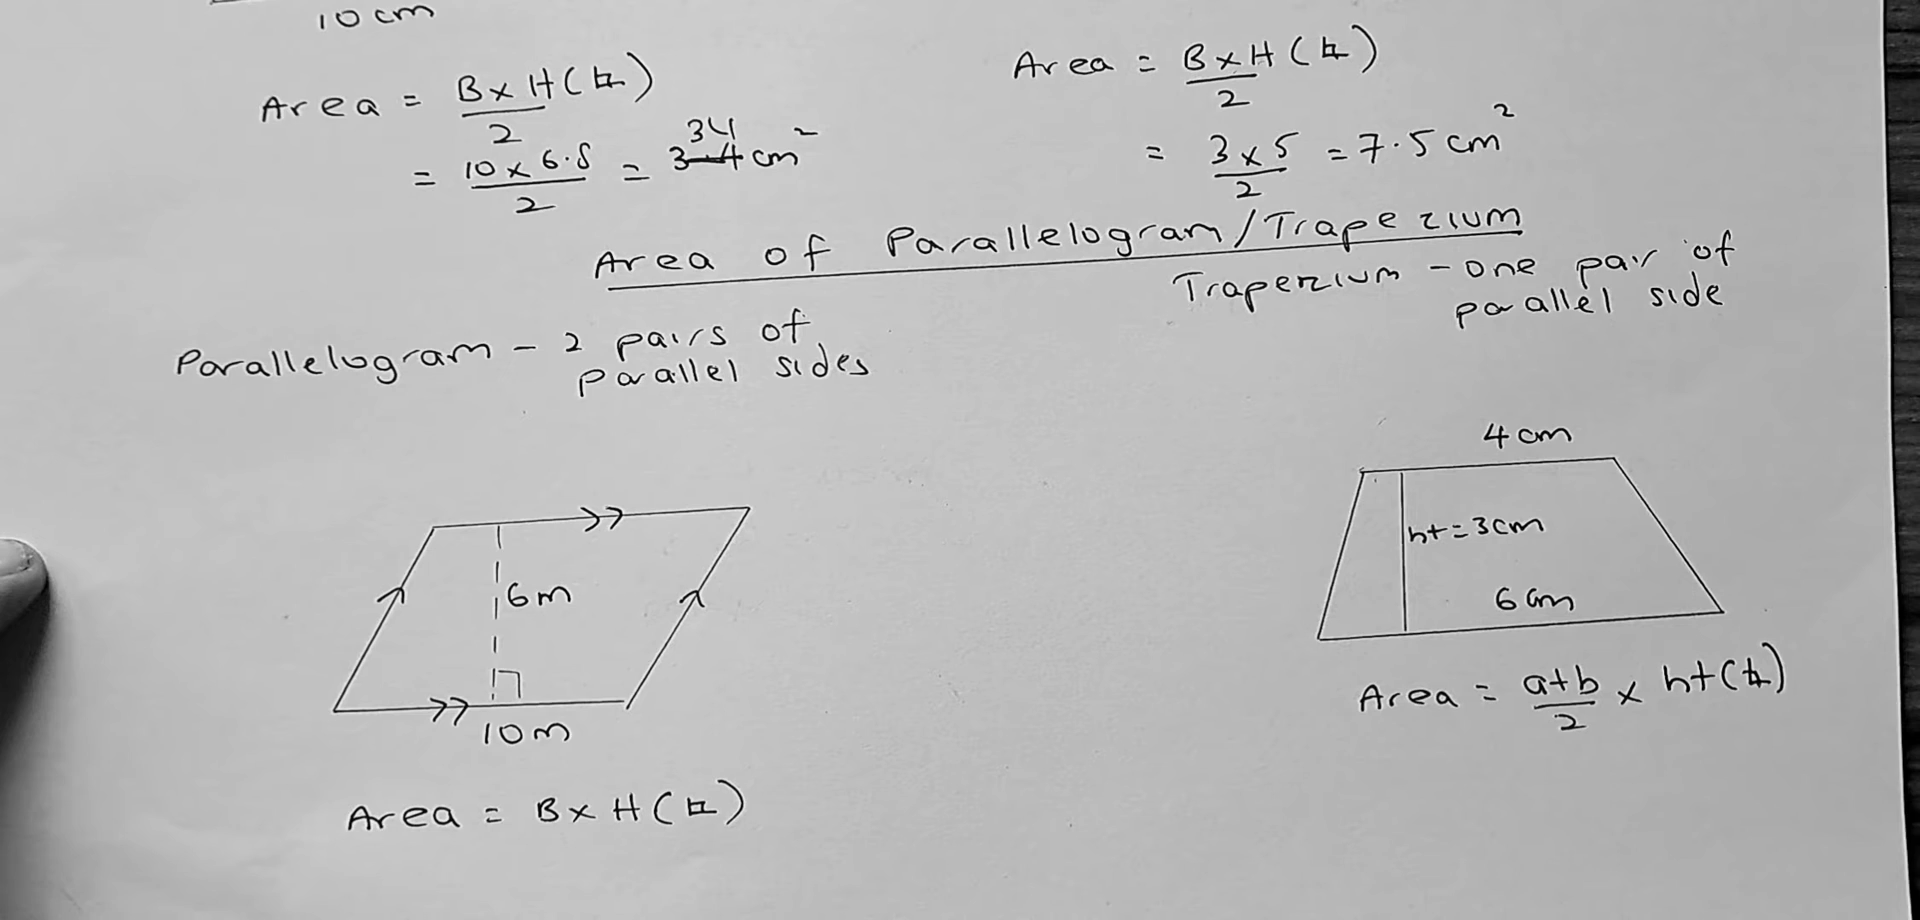 10 cm
Area = B x H (⊾)
2
= 10 x 6.8 = 34 cm²
2
Area = B x H (⊾)
2
= 3 x 5 = 7.5 cm²
2
Area of Parallelogram/Trapezium
Parallelogram - 2 pairs of
parallel sides
Trapezium - one pair of
parallel side
6m
10m
Area = B x H (⊾)
4 cm
ht = 3cm
6 cm
Area = a+b x ht (⊾)
2